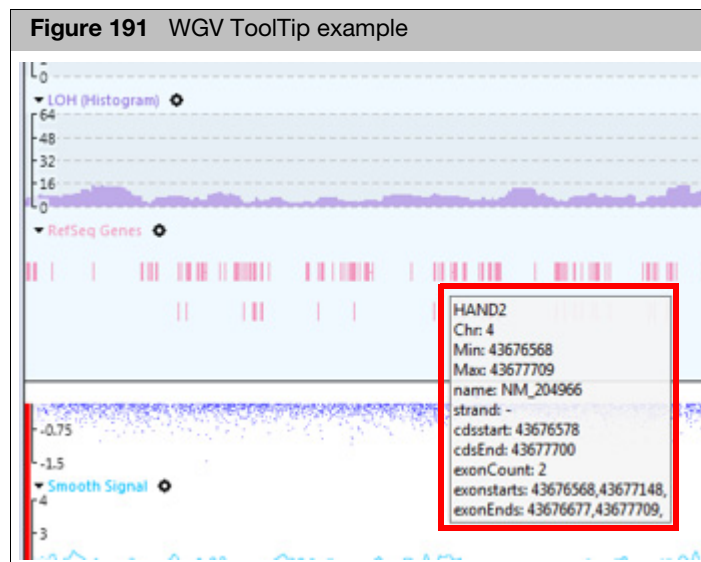 Figure 191 WGV ToolTip example
0
LOH (Histogram)
64
48
32
16
0
RefSeq Genes
HAND2
Chr: 4
Min: 43676568
Max: 43677709
name: NM_204966
strand: -
cdsstart: 43676578
cdsEnd: 43677700
exonCount: 2
exonstarts: 43676568,43677148,
exonEnds: 43676677,43677709,
-0.75
-1.5
Smooth Signal
4
3